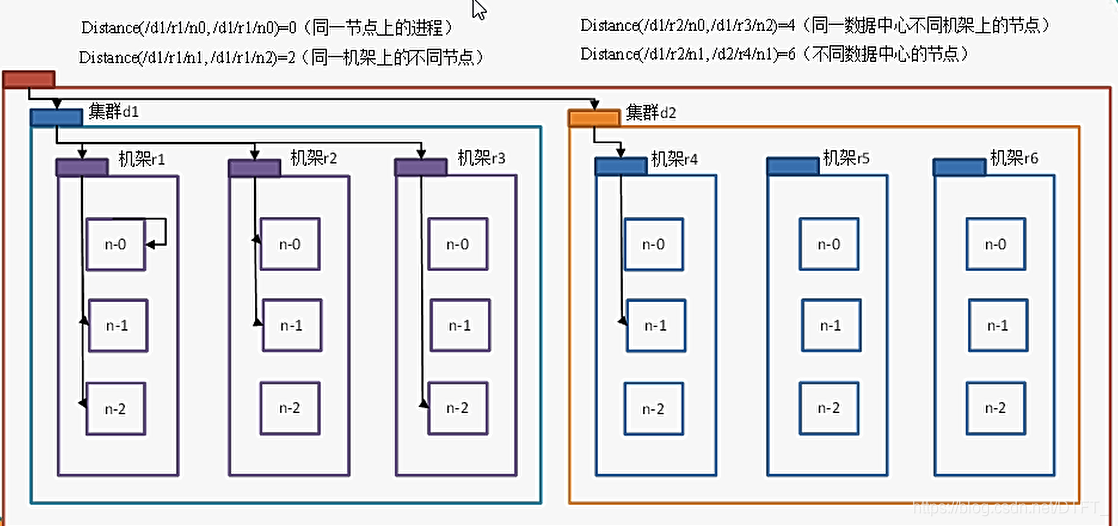 Distance(/d1/r1/n0, /d1/r1/n0)=0（同一节点上的进程）
Distance(/d1/r1/n1, /d1/r1/n2)=2（同一机架上的不同节点）
Distance(/d1/r2/n0, /d1/r3/n2)=4（同一数据中心不同机架上的节点）
Distance(/d1/r2/n1, /d2/r4/n1)=6（不同数据中心的节点）
集群d1
集群d2
机架r1
机架r2
机架r3
机架r4
机架r5
机架r6
n-0
n-0
n-0
n-0
n-0
n-0
n-1
n-1
n-1
n-1
n-1
n-1
n-2
n-2
n-2
n-2
n-2
n-2
https://blog.csdn.net/DTFT_